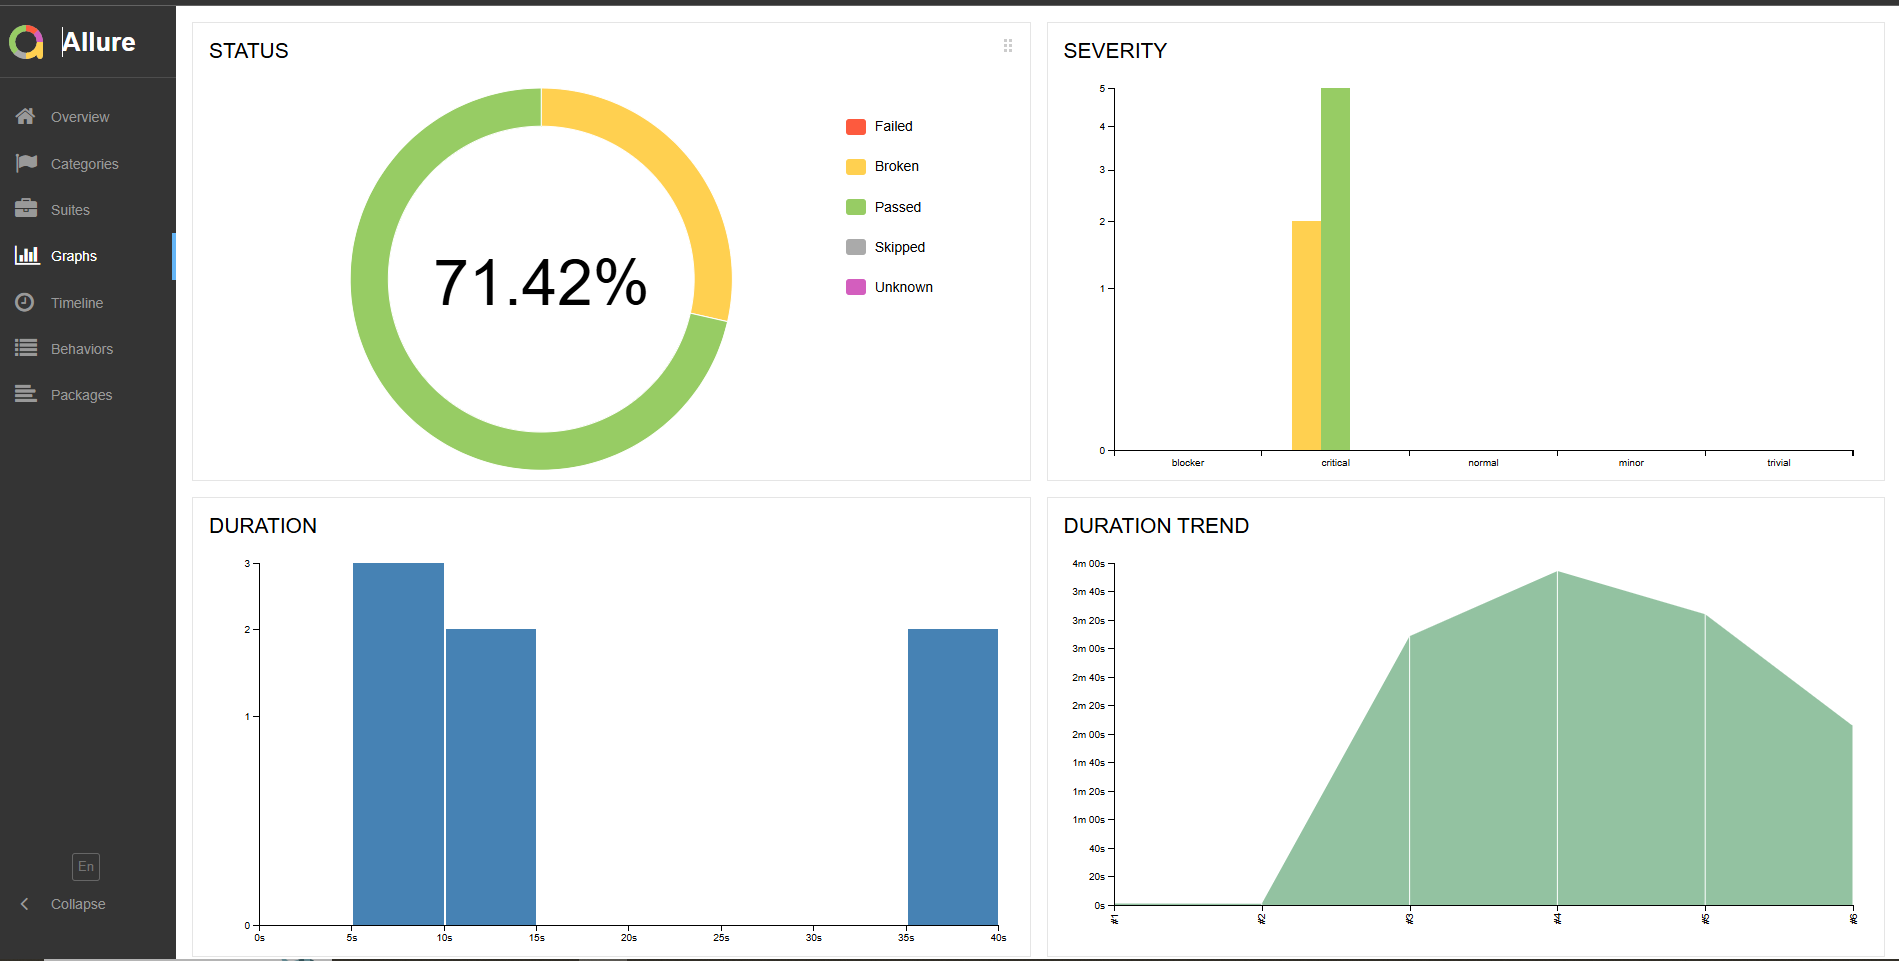 Allure
Overview
Categories
Suites
Graphs
Timeline
Behaviors
Packages
En
Collapse
STATUS
71.42%
Failed
Broken
Passed
Skipped
Unknown
SEVERITY
5
4
3
2
1
0
blocker critical normal minor trivial
DURATION
3
2
1
0
0s 5s 10s 15s 20s 25s 30s 35s 40s
DURATION TREND
4m 00s
3m 40s
3m 20s
3m 00s
2m 40s
2m 20s
2m 00s
1m 40s
1m 20s
1m 00s
40s
20s
0s
#1 #2 #3 #4 #5 #6